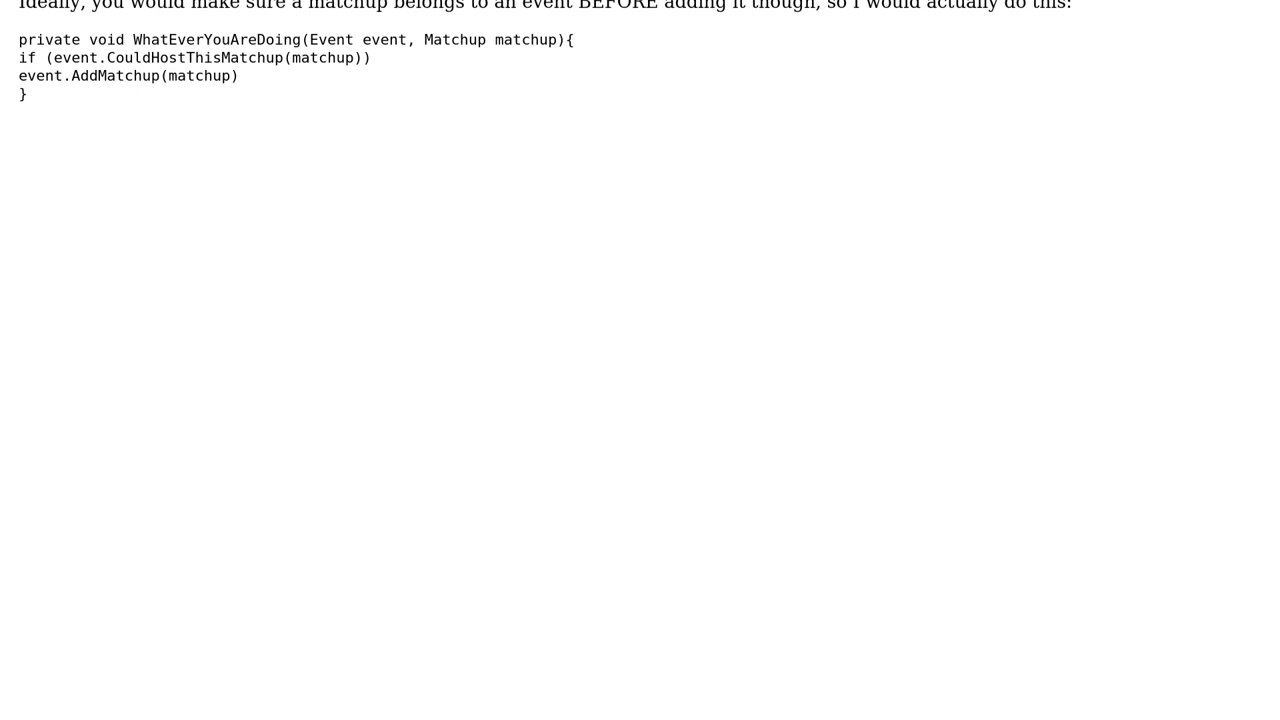 Ideally, you would make sure a matchup belongs to an event BEFORE adding it though, so I would actually do this:
private void WhatEverYouAreDoing(Event event, Matchup matchup){
if (event.CouldHostThisMatchup(matchup))
event.AddMatchup(matchup)
}